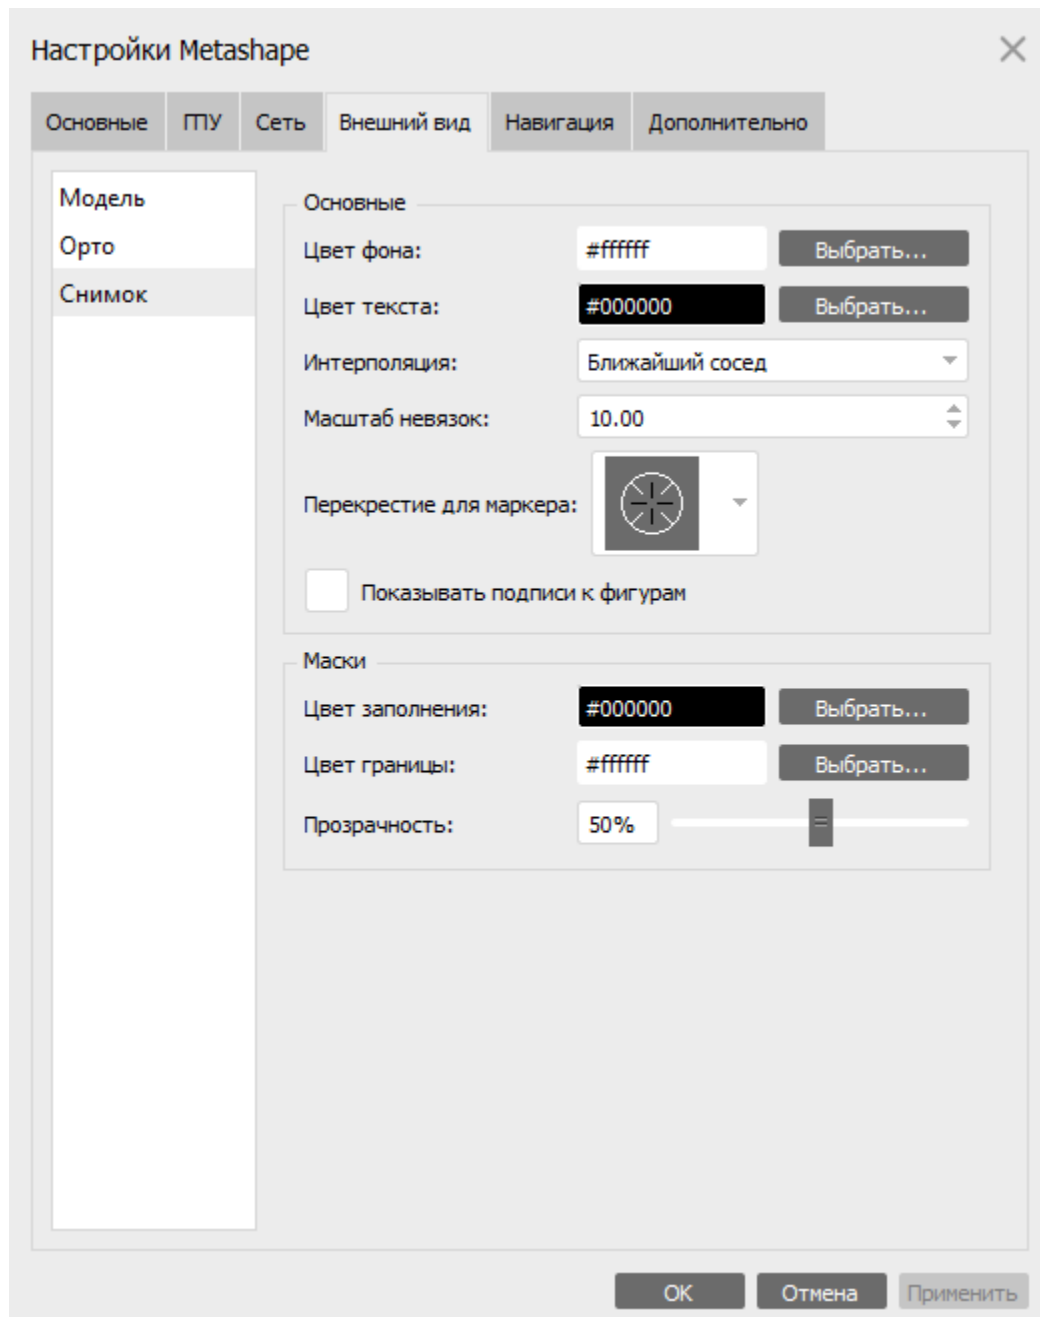 Настройки Metashape
Основные ГПУ Сеть Внешний вид Навигация Дополнительно
Модель
Орто
Снимок
Основные
Цвет фона: #ffffff Выбрать...
Цвет текста: #000000 Выбрать...
Интерполяция: Ближайший сосед
Масштаб невязок: 10.00
Перекрестие для маркера:
Показывать подписи к фигурам
Маски
Цвет заполнения: #000000 Выбрать...
Цвет границы: #ffffff Выбрать...
Прозрачность: 50%
OK Отмена Применить